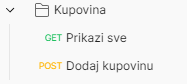 Kupovina
GET Prikazi sve
POST Dodaj kupovinu